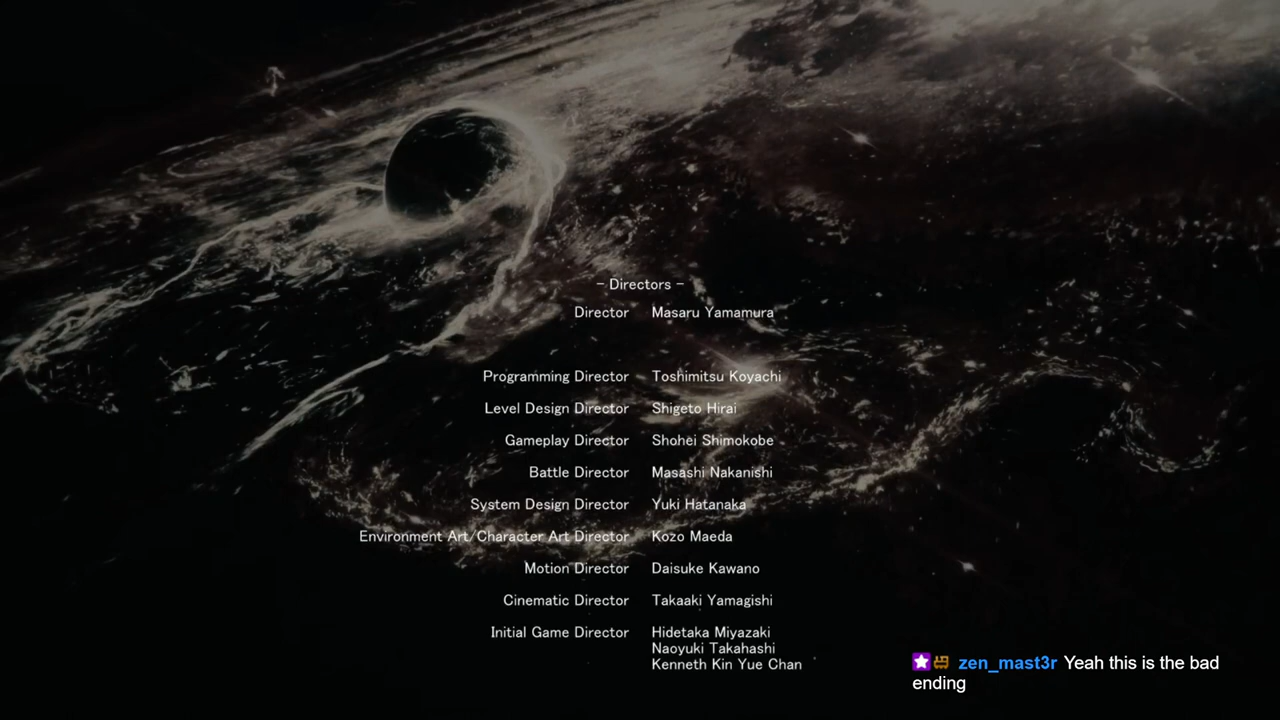 – Directors –
Director Masaru Yamamura
Programming Director Toshimitsu Koyachi
Level Design Director Shigeto Hirai
Gameplay Director Shohei Shimokobe
Battle Director Masashi Nakanishi
System Design Director Yuki Hatanaka
Environment Art/Character Art Director Kozo Maeda
Motion Director Daisuke Kawano
Cinematic Director Takaaki Yamagishi
Initial Game Director Hidetaka Miyazaki
Naoyuki Takahashi
Kenneth Kin Yue Chan
zen_mast3r Yeah this is the bad
ending